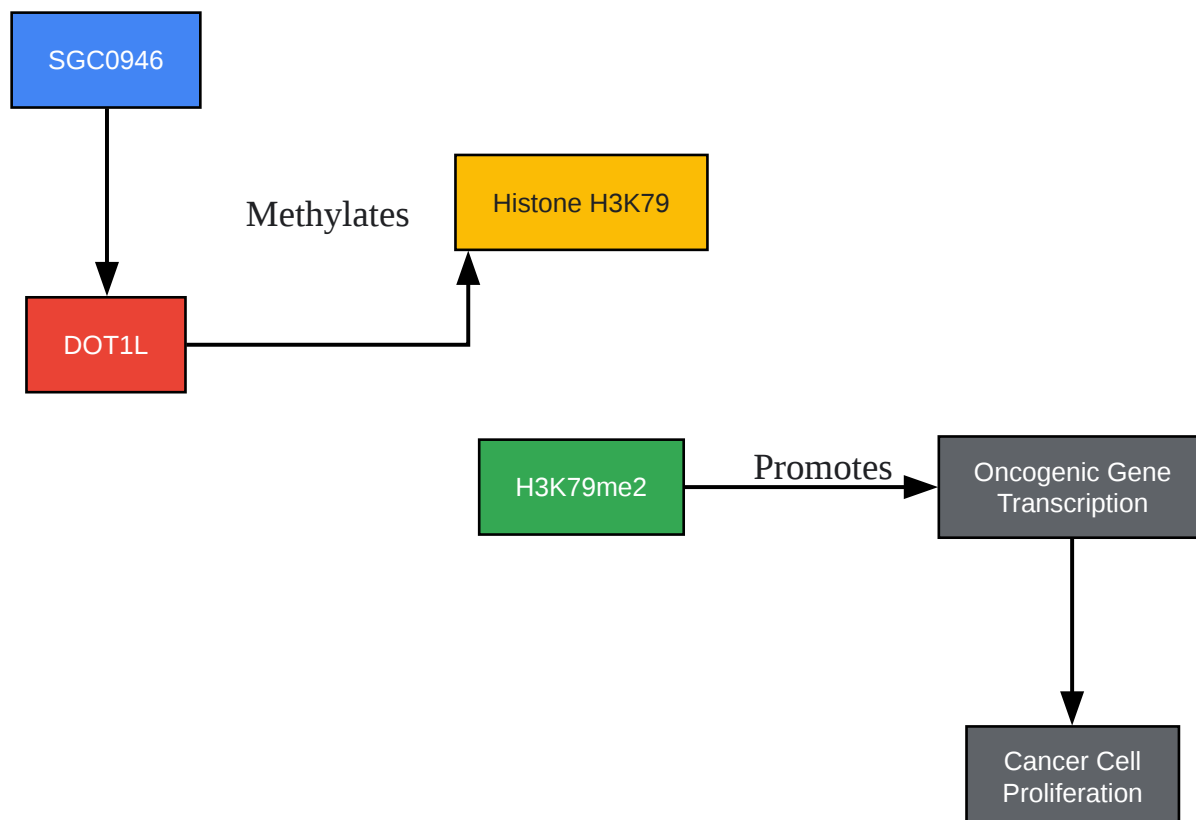 SGC0946
Methylates
Histone H3K79
DOT1L
H3K79me2
Promotes
Oncogenic Gene
Transcription
Cancer Cell
Proliferation